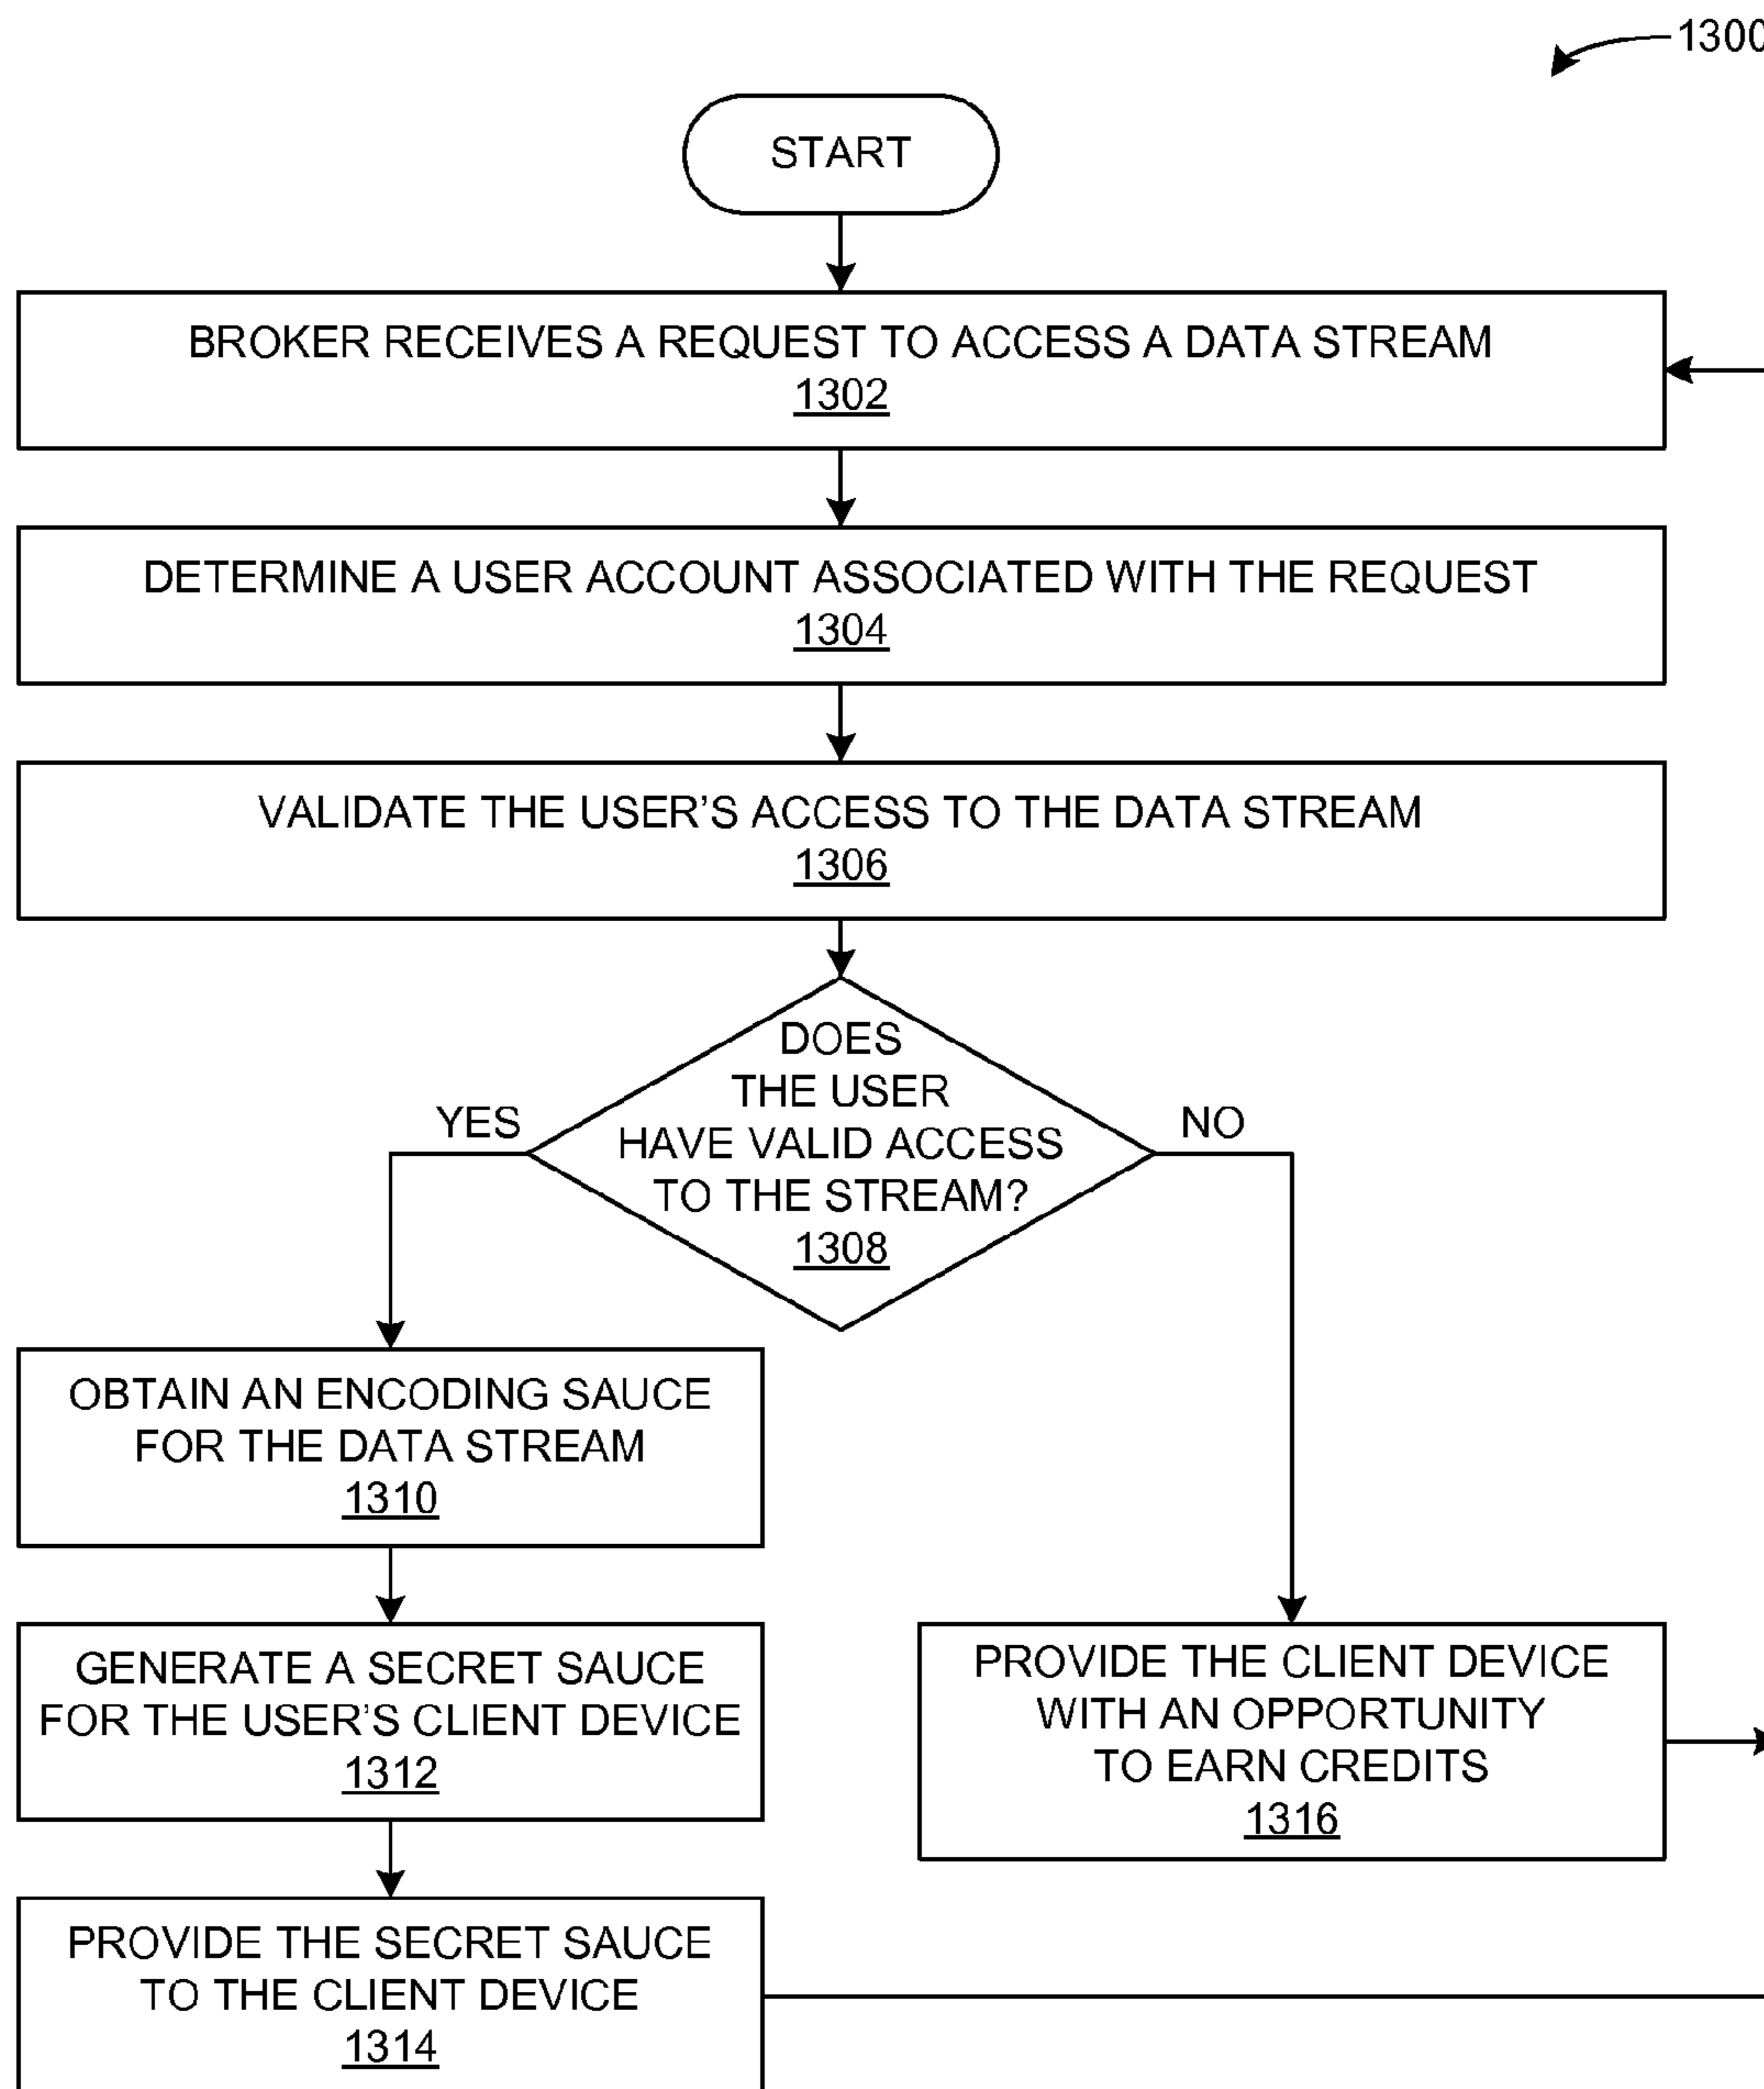 1300
START
BROKER RECEIVES A REQUEST TO ACCESS A DATA STREAM
1302
DETERMINE A USER ACCOUNT ASSOCIATED WITH THE REQUEST
1304
VALIDATE THE USER’S ACCESS TO THE DATA STREAM
1306
DOES
THE USER
HAVE VALID ACCESS
TO THE STREAM?
1308
YES
NO
OBTAIN AN ENCODING SAUCE
FOR THE DATA STREAM
1310
GENERATE A SECRET SAUCE
FOR THE USER’S CLIENT DEVICE
1312
PROVIDE THE CLIENT DEVICE
WITH AN OPPORTUNITY
TO EARN CREDITS
1316
PROVIDE THE SECRET SAUCE
TO THE CLIENT DEVICE
1314